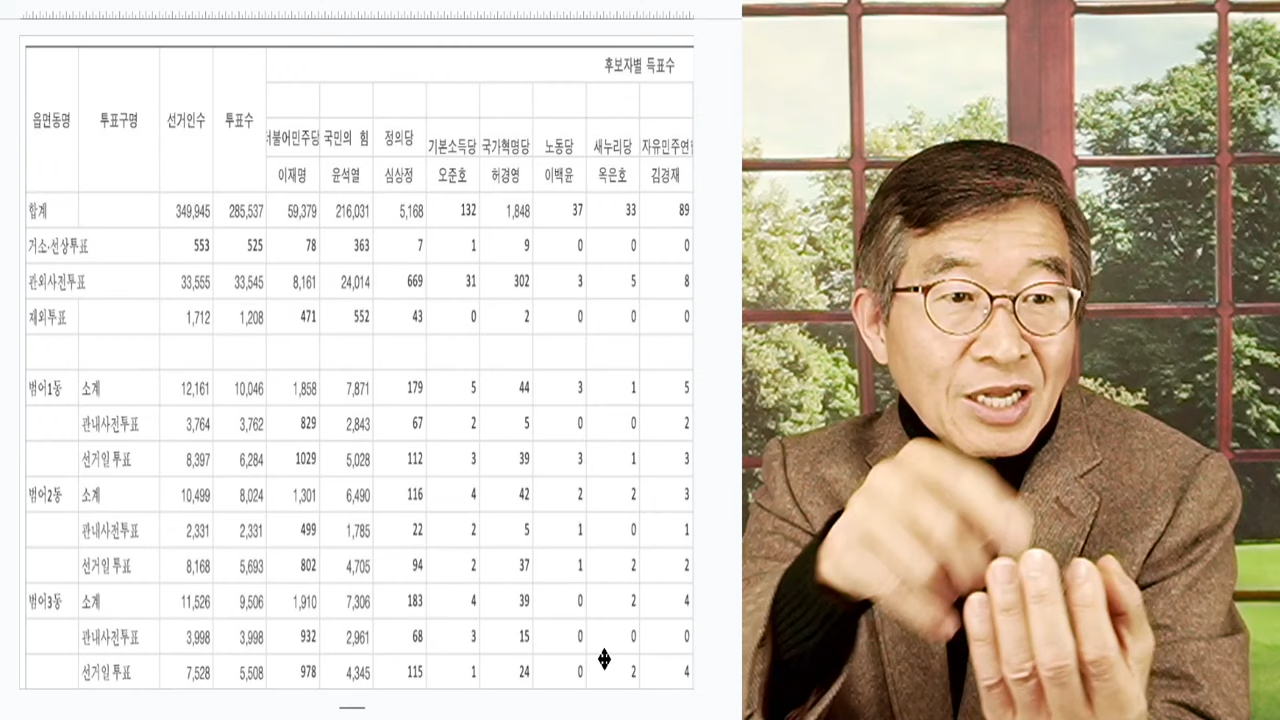 후보자별 득표수
읍면동명 투표구명 선거인수 투표수
더불어민주당 국민의 힘 정의당 기본소득당 국가혁명당 노동당 새누리당 자유민주연
이재명 윤석열 심상정 오준호 허경영 이백윤 옥은호 김경재
합계 349,945 285,537 59,379 216,031 5,168 132 1,848 37 33 89
거소·선상투표 553 525 78 363 7 1 9 0 0 0
관외사전투표 33,555 33,545 8,161 24,014 669 31 302 3 5 8
재외투표 1,712 1,208 471 552 43 0 2 0 0 0
범어1동 소계 12,161 10,046 1,858 7,871 179 5 44 3 1 5
관내사전투표 3,764 3,762 829 2,843 67 2 5 0 0 2
선거일 투표 8,397 6,284 1029 5,028 112 3 39 3 1 3
범어2동 소계 10,499 8,024 1,301 6,490 116 4 42 2 2 3
관내사전투표 2,331 2,331 499 1,785 22 2 5 1 0 1
선거일 투표 8,168 5,693 802 4,705 94 2 37 1 2 2
범어3동 소계 11,526 9,506 1,910 7,306 183 4 39 0 2 4
관내사전투표 3,998 3,998 932 2,961 68 3 15 0 0 0
선거일 투표 7,528 5,508 978 4,345 115 1 24 0 2 4